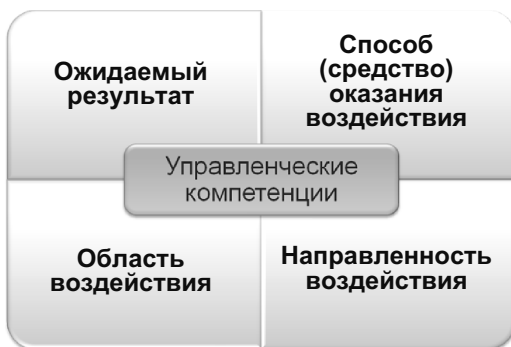 Ожидаемый
результат
Способ
(средство)
оказания
воздействия
Управленческие
компетенции
Область
воздействия
Направленность
воздействия